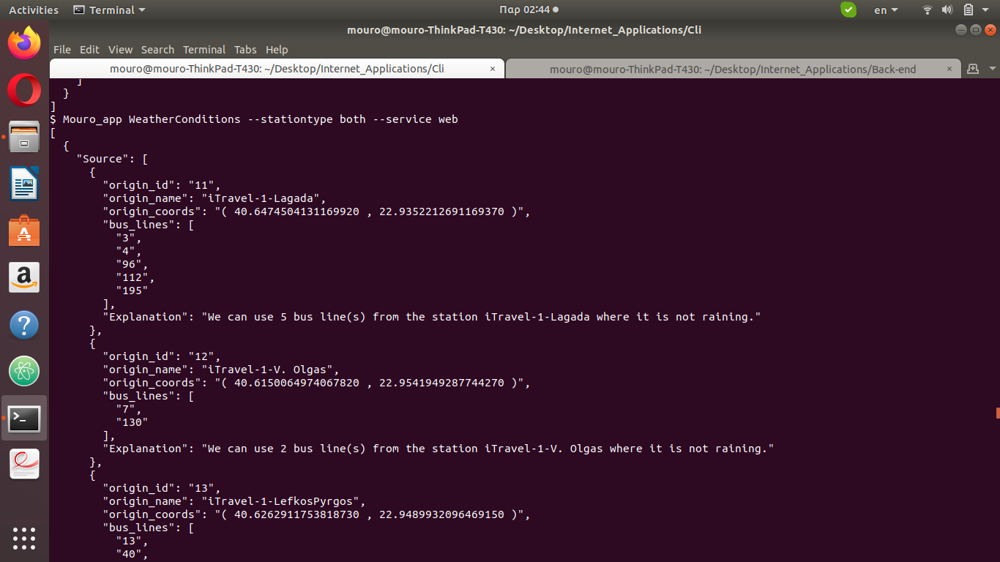 Activities Terminal Παρ 02:44 en
mouro@mouro-ThinkPad-T430: ~/Desktop/Internet_Applications/Cli
File Edit View Search Terminal Tabs Help
mouro@mouro-ThinkPad-T430: ~/Desktop/Internet_Applications/Cli × mouro@mouro-ThinkPad-T430: ~/Desktop/Internet_Applications/Back-end ×
]
}
]
$ Mouro_app WeatherConditions --stationtype both --service web
[
{
"Source": [
{
"origin_id": "11",
"origin_name": "iTravel-1-Lagada",
"origin_coords": "( 40.6474504131169920 , 22.9352212691169370 )",
"bus_lines": [
"3",
"4",
"96",
"112",
"195"
],
"Explanation": "We can use 5 bus line(s) from the station iTravel-1-Lagada where it is not raining."
},
{
"origin_id": "12",
"origin_name": "iTravel-1-V. Olgas",
"origin_coords": "( 40.6150064974067820 , 22.9541949287744270 )",
"bus_lines": [
"7",
"130"
],
"Explanation": "We can use 2 bus line(s) from the station iTravel-1-V. Olgas where it is not raining."
},
{
"origin_id": "13",
"origin_name": "iTravel-1-LefkosPyrgos",
"origin_coords": "( 40.6262911753818730 , 22.9489932096469150 )",
"bus_lines": [
"13",
"40",